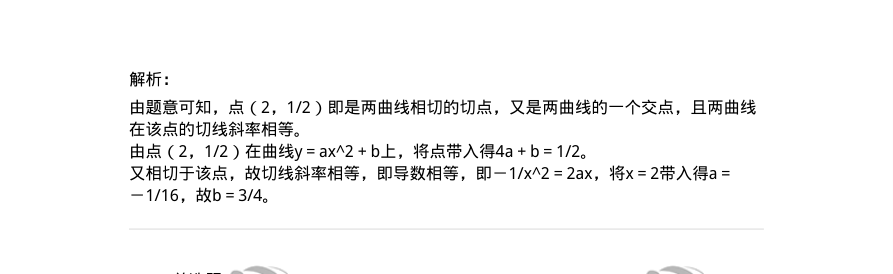 解析：
由题意可知，点（2，1/2）即是两曲线相切的切点，又是两曲线的一个交点，且两曲线
在该点的切线斜率相等。
由点（2，1/2）在曲线y = ax^2 + b上，将点带入得4a + b = 1/2。
又相切于该点，故切线斜率相等，即导数相等，即－1/x^2 = 2ax，将x = 2带入得a =
－1/16，故b = 3/4。